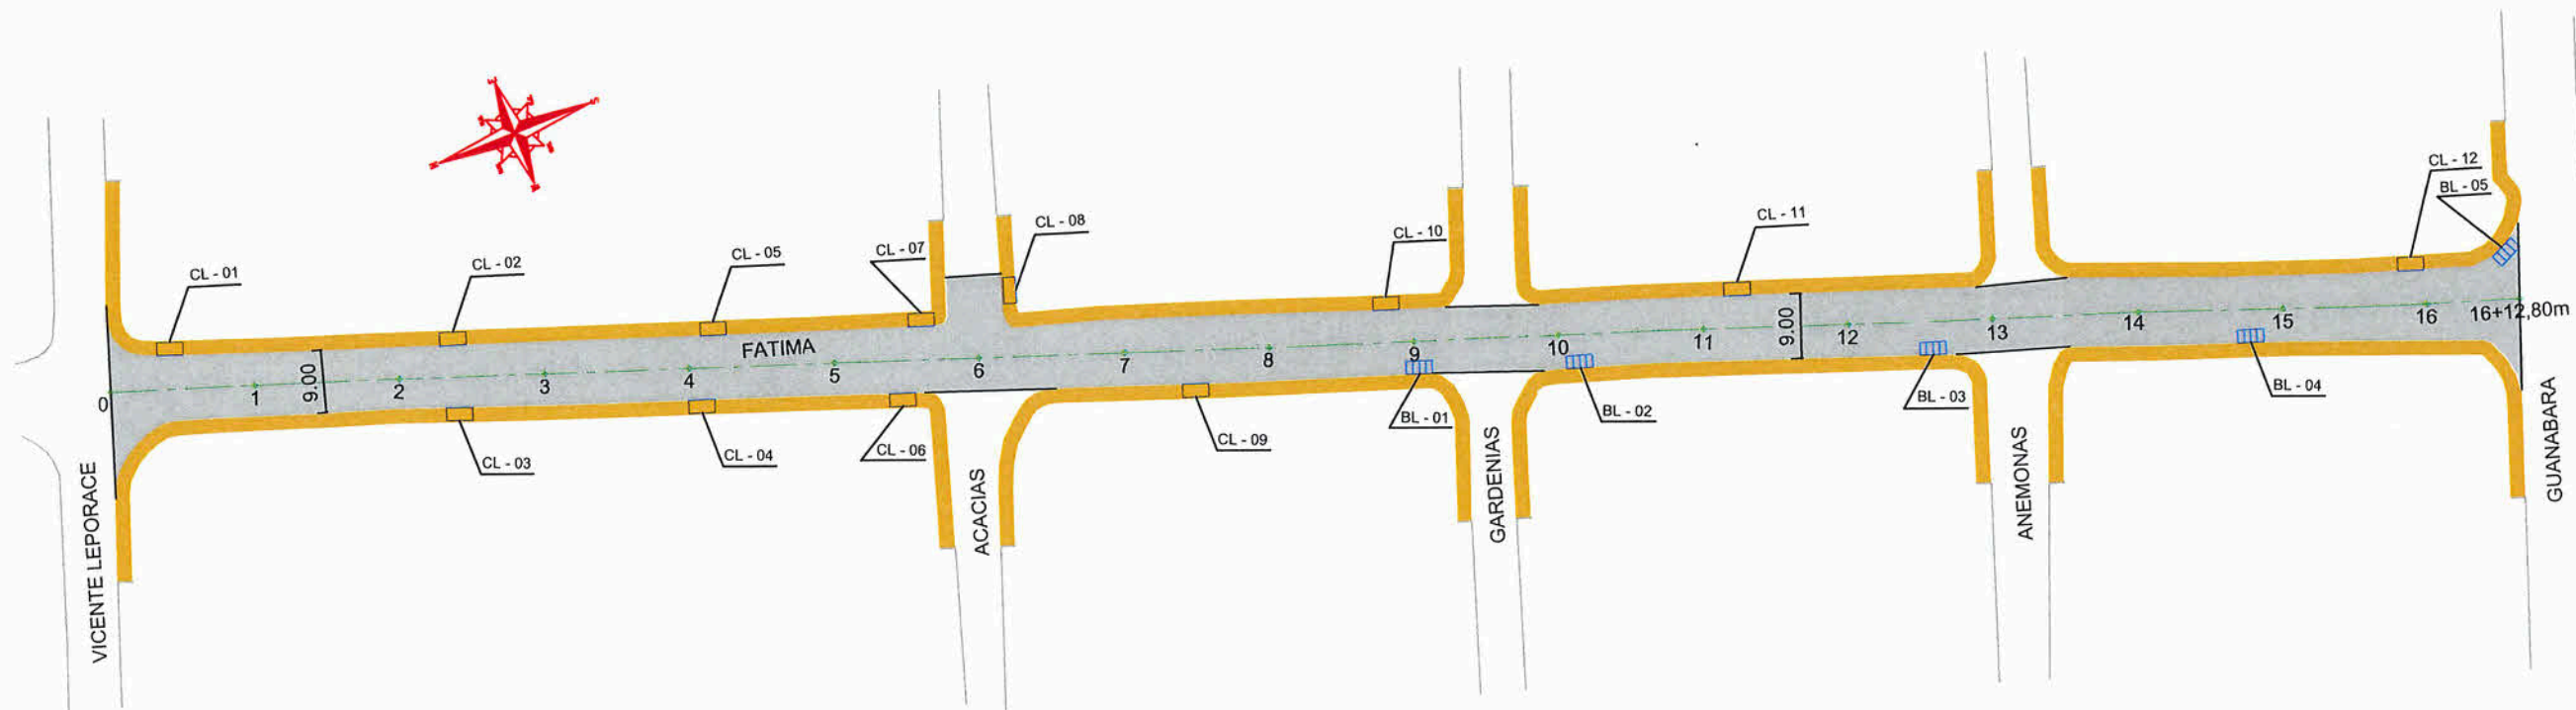 CL - 01
CL - 02
CL - 05
CL - 07
CL - 08
CL - 10
CL - 11
CL - 12
BL - 05
FATIMA
9.00
9.00
0
1
2
3
4
5
6
7
8
9
10
11
12
13
14
15
16
16+12,80m
CL - 03
CL - 04
CL - 06
CL - 09
BL - 01
BL - 02
BL - 03
BL - 04
VICENTE LEPORACE
ACACIAS
GARDENIAS
ANEMONAS
GUANABARA